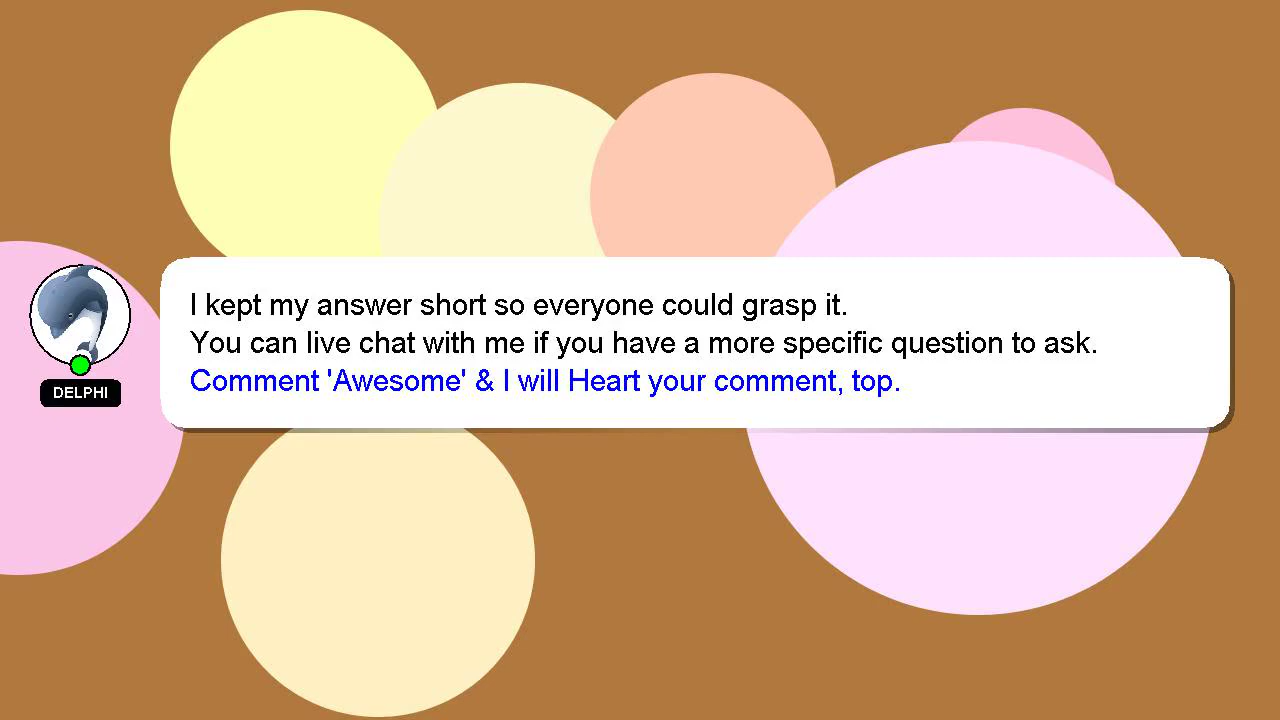 I kept my answer short so everyone could grasp it.
You can live chat with me if you have a more specific question to ask.
Comment 'Awesome' & I will Heart your comment, top.
DELPHI